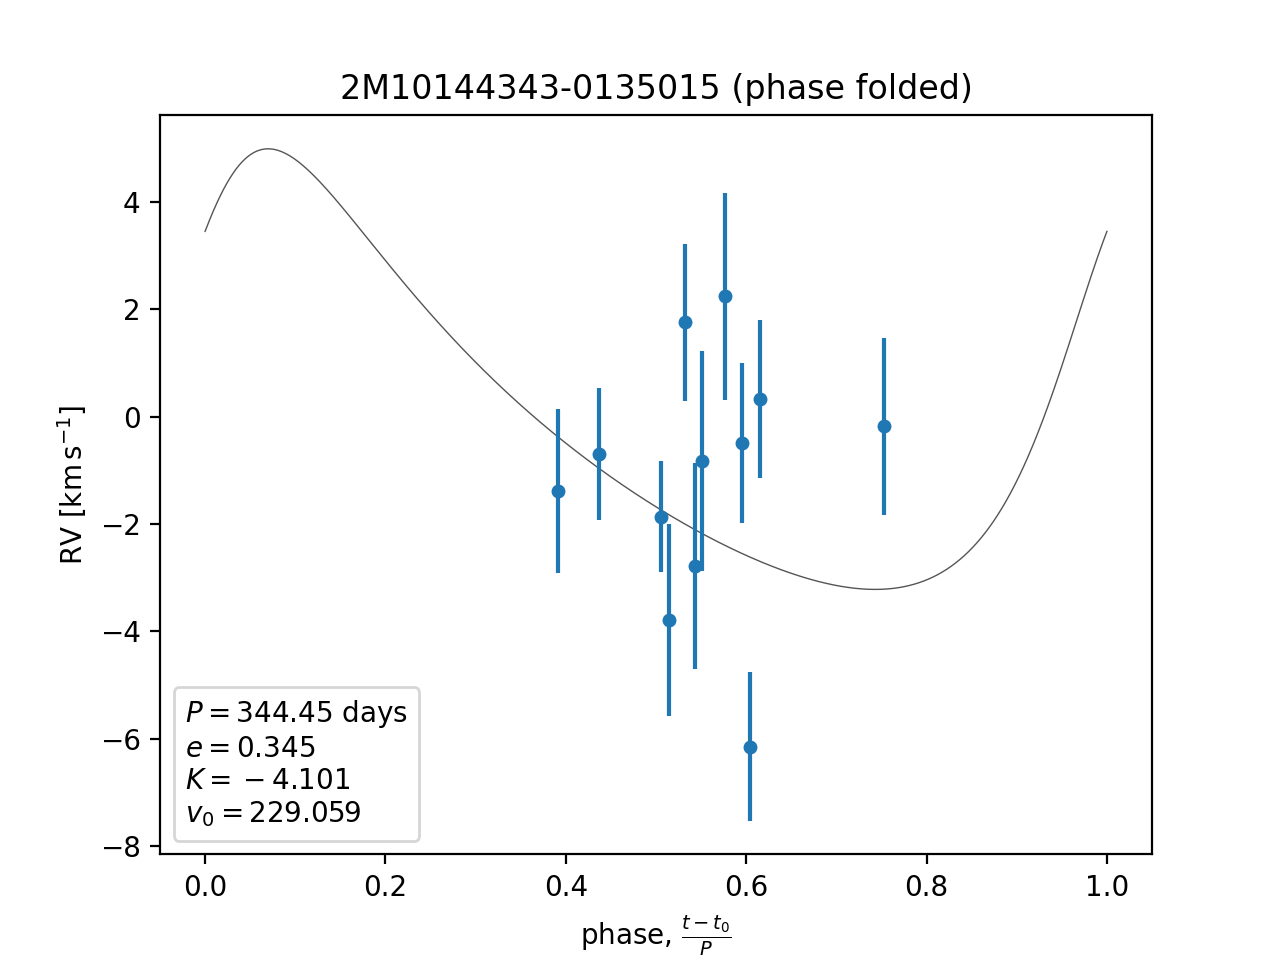 2M10144343-0135015 (phase folded)
RV [km s⁻¹]
4
2
0
−2
−4
−6
−8
P = 344.45 days
e = 0.345
K = −4.101
v₀ = 229.059
0.0 0.2 0.4 0.6 0.8 1.0
phase, (t − t₀)/P